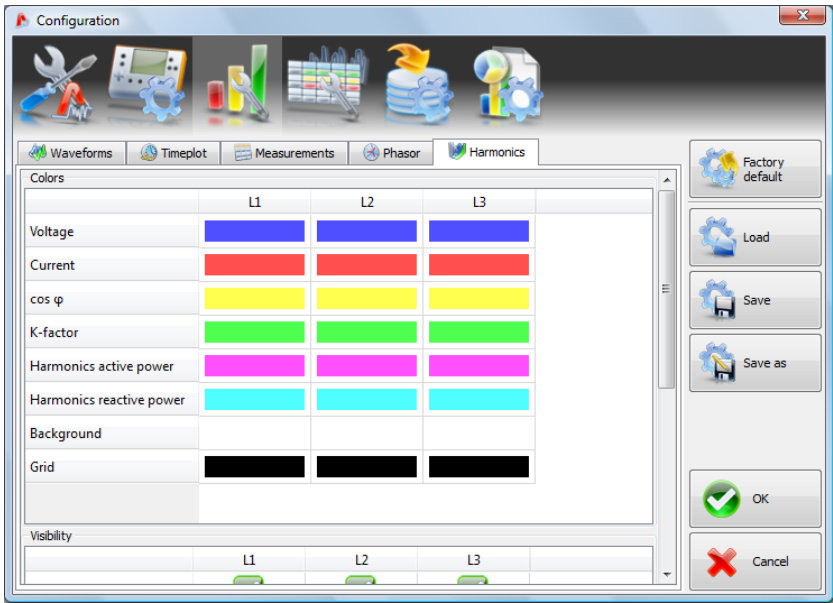 Configuration
Waveforms
Timeplot
Measurements
Phasor
Harmonics
Colors
L1 L2 L3
Voltage
Current
cos φ
K-factor
Harmonics active power
Harmonics reactive power
Background
Grid
Visibility
L1 L2 L3
Factory
default
Load
Save
Save as
OK
Cancel